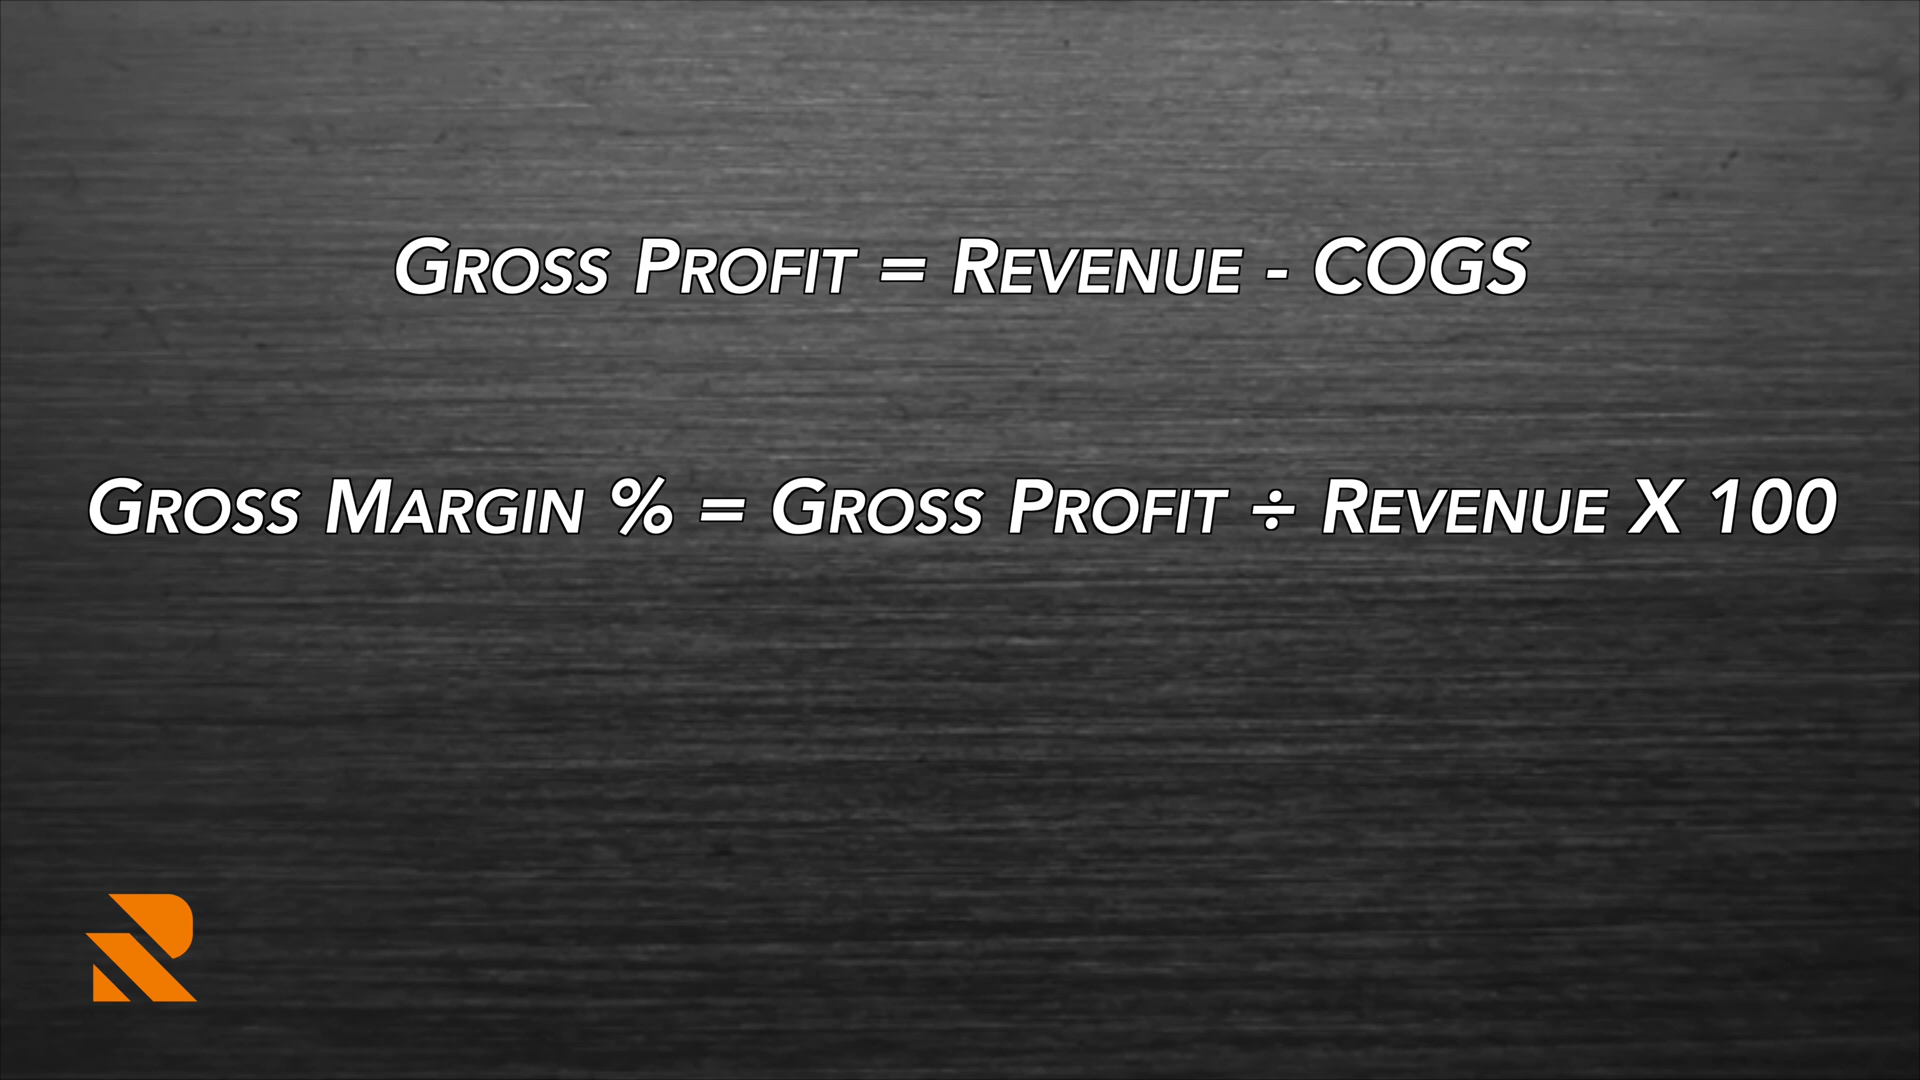 Gross Profit = Revenue - COGS
Gross Margin % = Gross Profit ÷ Revenue X 100